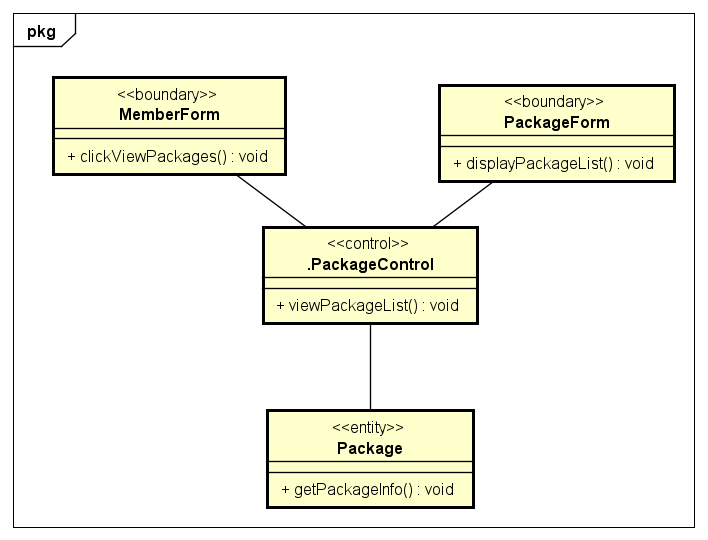 pkg
<<boundary>>
MemberForm
+ clickViewPackages() : void
<<boundary>>
PackageForm
+ displayPackageList() : void
<<control>>
.PackageControl
+ viewPackageList() : void
<<entity>>
Package
+ getPackageInfo() : void